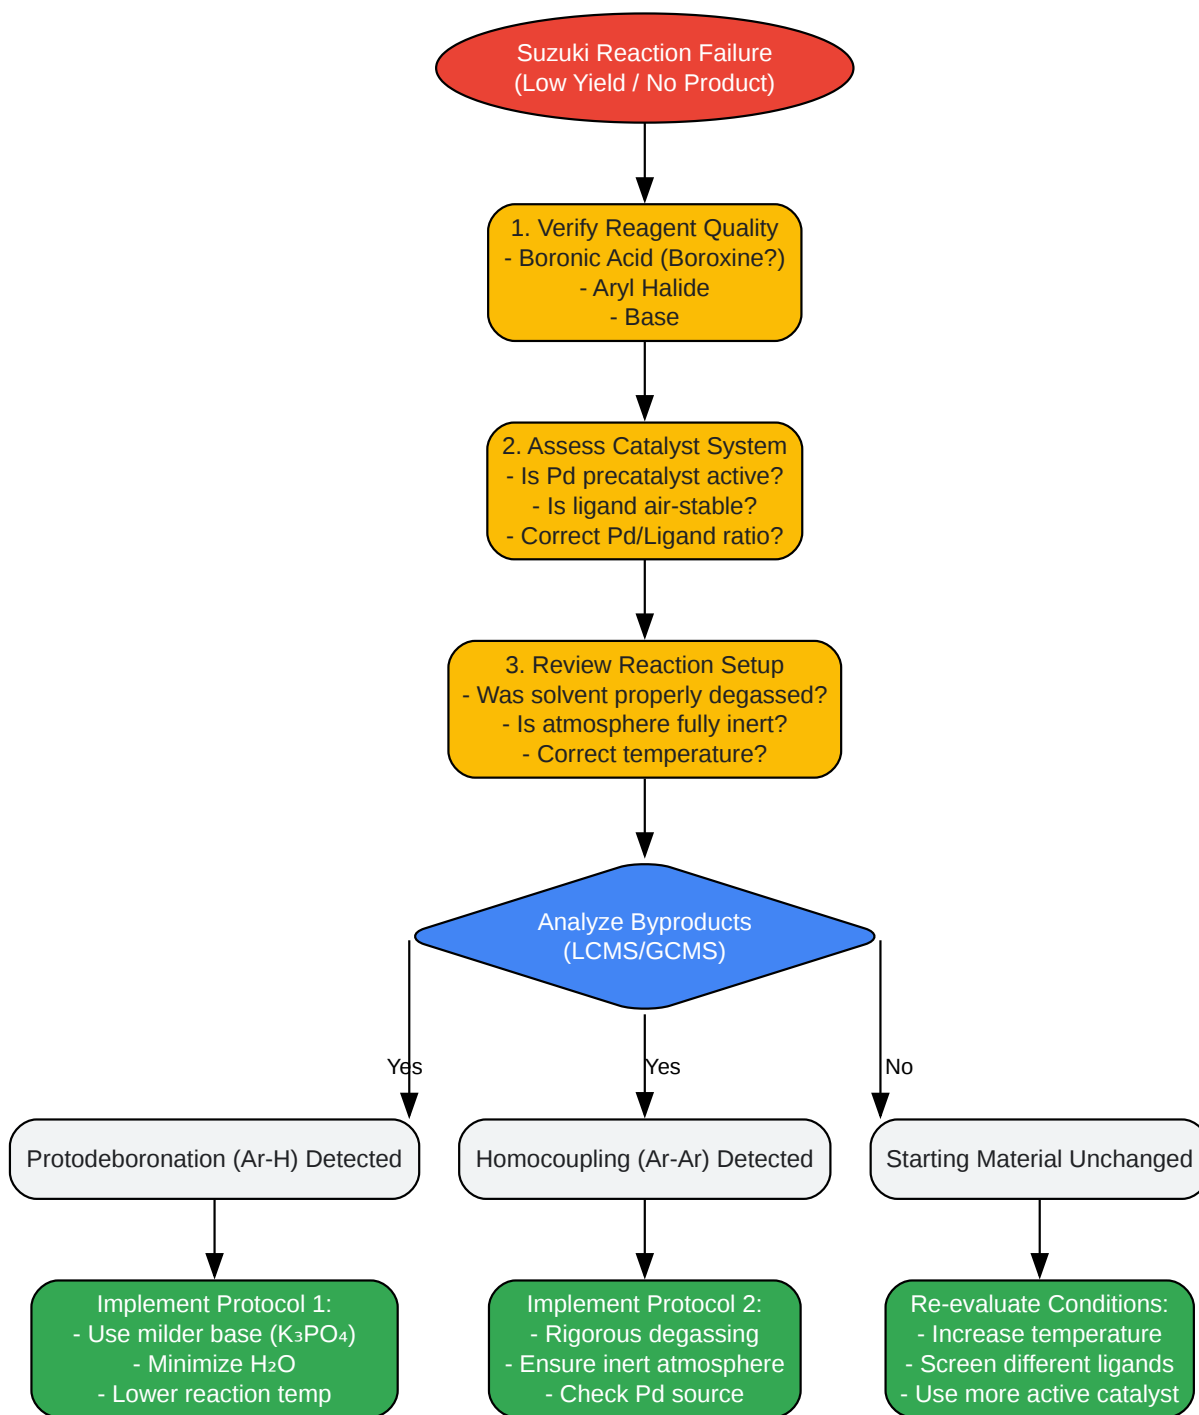 Suzuki Reaction Failure
(Low Yield / No Product)
1. Verify Reagent Quality
- Boronic Acid (Boroxine?)
- Aryl Halide
- Base
2. Assess Catalyst System
- Is Pd precatalyst active?
- Is ligand air-stable?
- Correct Pd/Ligand ratio?
3. Review Reaction Setup
- Was solvent properly degassed?
- Is atmosphere fully inert?
- Correct temperature?
Analyze Byproducts
(LCMS/GCMS)
Yes
Yes
No
Protodeboronation (Ar-H) Detected
Homocoupling (Ar-Ar) Detected
Starting Material Unchanged
Implement Protocol 1:
- Use milder base (K₃PO₄)
- Minimize H₂O
- Lower reaction temp
Implement Protocol 2:
- Rigorous degassing
- Ensure inert atmosphere
- Check Pd source
Re-evaluate Conditions:
- Increase temperature
- Screen different ligands
- Use more active catalyst